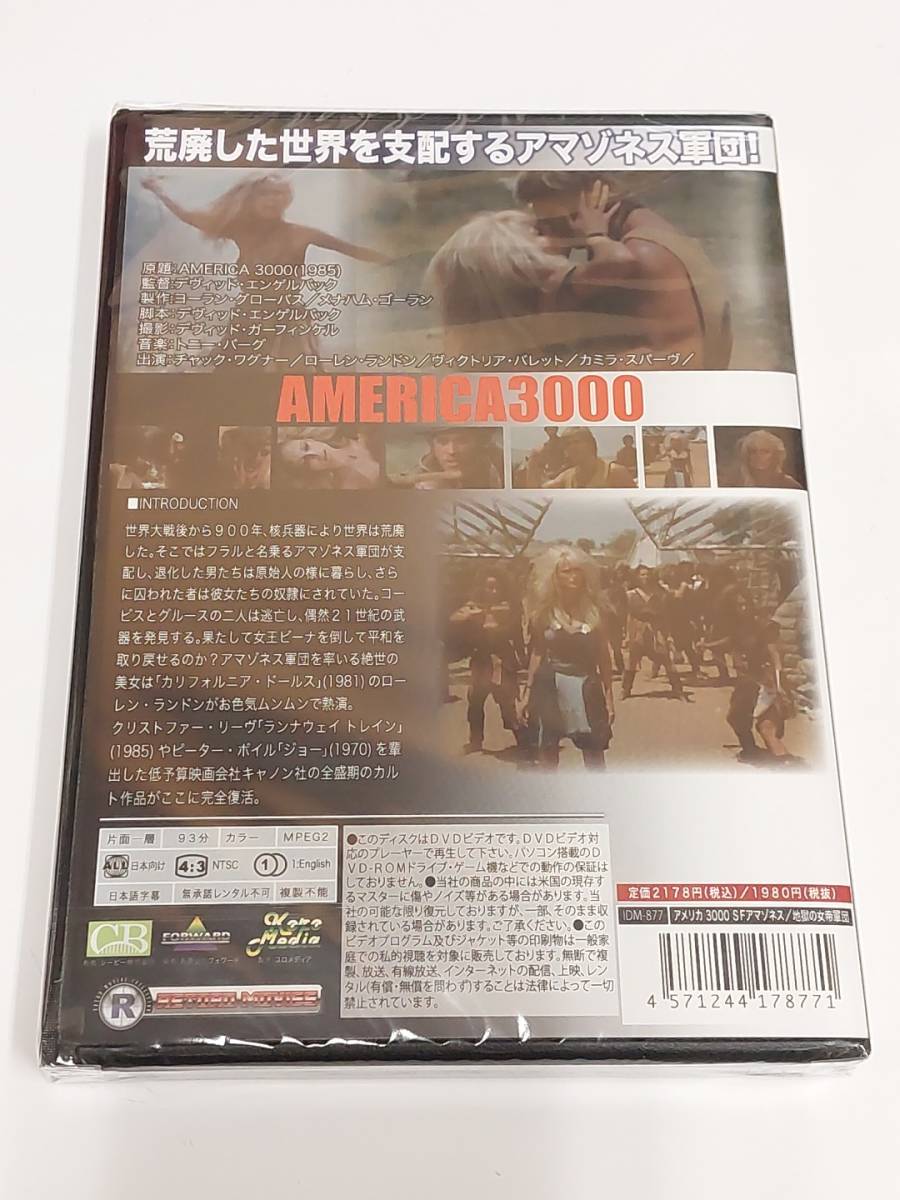 荒廃した世界を支配するアマゾネス軍団!
原題:AMERICA 3000(1985)
監督:デヴィッド・エンゲルバック
製作:ヨーラン・グローバス/メナハム・ゴーラン
脚本:デヴィッド・エンゲルバック
撮影:デヴィッド・ガーフィンケル
音楽:トニー・バーグ
出演:チャック・ワグナー/ローレン・ランドン/ヴィクトリア・バレット/カミラ・スパーヴ/
AMERICA3000
■INTRODUCTION
世界大戦後から900年、核兵器により世界は荒廃
した。そこではフラルと名乗るアマゾネス軍団が支
配し、退化した男たちは原始人の様に暮らし、さら
に囚われた者は彼女たちの奴隷にされていた。コー
ビスとグルースの二人は逃亡し、偶然21世紀の武
器を発見する。果たして女王ビーナを倒して平和を
取り戻せるのか?アマゾネス軍団を率いる絶世の
美女は「カリフォルニア・ドールス」(1981)のロー
レン・ランドンがお色気ムンムンで熱演。
クリストファー・リーヴ「ランナウェイ トレイン」
(1985)やピーター・ボイル「ジョー」(1970)を輩
出した低予算映画会社キャノン社の全盛期のカル
ト作品がここに完全復活。
片面一層 93分 カラー MPEG2
ALL 日本向け 4:3 NTSC 1) 1:English
日本語字幕 無承諾レンタル不可 複製不能
●このディスクはDVDビデオです。DVDビデオ対
応のプレーヤーで再生して下さい。パソコン搭載のD
VD-ROMドライブ・ゲーム機などでの動作の保証は
しておりません。●当社の商品の中には米国の現存す
るマスターに傷やノイズ等がある場合があります。当
社の可能な限り復元しておりますが、一部、そのまま収
録されている場合があります。ご了承ください。●この
ビデオプログラム及びジャケット等の印刷物は一般家
庭での私的視聴を対象に販売しております。無断で複
製、放送、有線放送、インターネットの配信、上映、レン
タル(有償・無償を問わず)することは法律によって一切
禁止されています。
定価2178円(税込)/1980円(税抜)
IDM-877 アメリカ3000 SFアマゾネス/地獄の女帝軍団
4 571244 178771
CB
FORWARD
Koro Media
コロメディア
R RETURN MOVIES